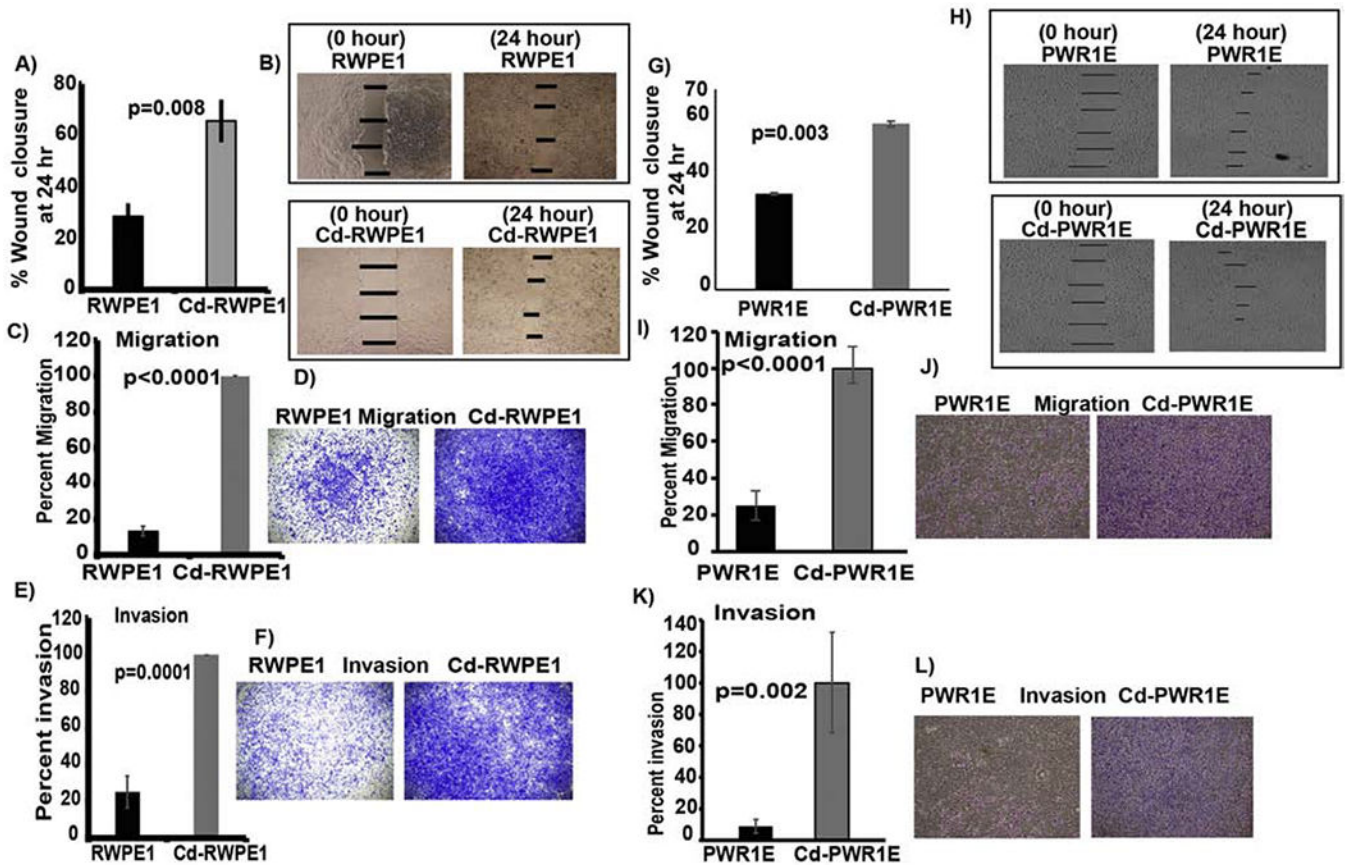 A)
% Wound clousure
at 24 hr
80
60
40
20
0
p=0.008
RWPE1 Cd-RWPE1
B)
(0 hour)
RWPE1
(24 hour)
RWPE1
(0 hour)
Cd-RWPE1
(24 hour)
Cd-RWPE1
C)
Migration
p<0.0001
Percent Migration
120
100
80
60
40
20
0
RWPE1 Cd-RWPE1
D)
RWPE1 Migration Cd-RWPE1
E)
Invasion
p=0.0001
Percent invasion
120
100
80
60
40
20
0
RWPE1 Cd-RWPE1
F)
RWPE1 Invasion Cd-RWPE1
G)
% Wound clousure
at 24 hr
70
60
40
20
0
p=0.003
PWR1E Cd-PWR1E
H)
(0 hour)
PWR1E
(24 hour)
PWR1E
(0 hour)
Cd-PWR1E
(24 hour)
Cd-PWR1E
I)
Migration
p<0.0001
Percent Migration
120
100
80
60
40
20
0
PWR1E Cd-PWR1E
J)
PWR1E Migration Cd-PWR1E
K)
Invasion
p=0.002
Percent invasion
140
120
100
80
60
40
20
0
PWR1E Cd-PWR1E
L)
PWR1E Invasion Cd-PWR1E